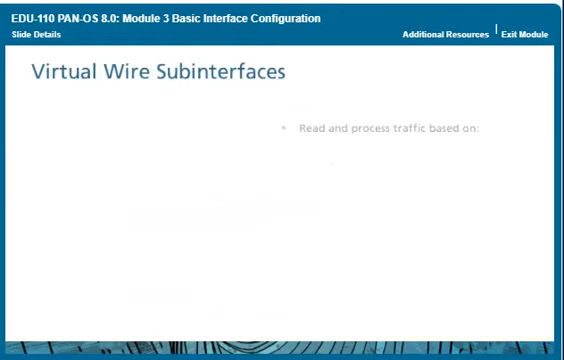 EDU-110 PAN-OS 8.0: Module 3 Basic Interface Configuration
Slide Details
Additional Resources | Exit Module
Virtual Wire Subinterfaces
• Read and process traffic based on: